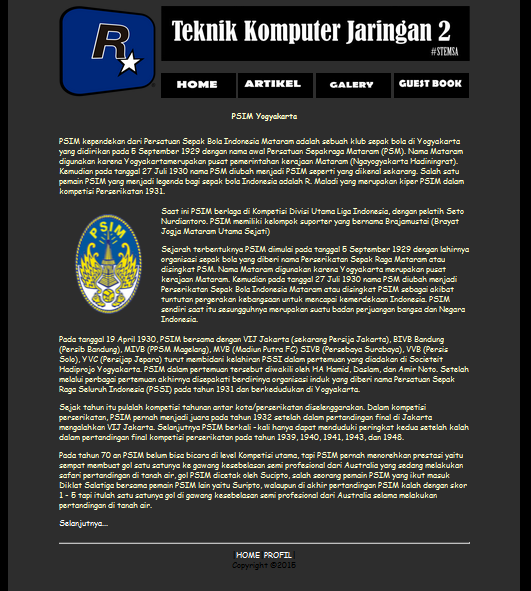 R
Teknik Komputer Jaringan 2
#STEMSA
HOME
ARTIKEL
GALERY
GUEST BOOK
PSIM Yogyakarta
PSIM kependekan dari Persatuan Sepak Bola Indonesia Mataram adalah sebuah klub sepak bola di Yogyakarta
yang didirikan pada 5 September 1929 dengan nama awal Persatuan Sepakraga Mataram (PSM). Nama Mataram
digunakan karena Yogyakartamerupakan pusat pemerintahan kerajaan Mataram (Ngayogyakarta Hadiningrat).
Kemudian pada tanggal 27 Juli 1930 nama PSM diubah menjadi PSIM seperti yang dikenal sekarang. Salah satu
pemain PSIM yang menjadi legenda bagi sepak bola Indonesia adalah R. Maladi yang merupakan kiper PSIM dalam
kompetisi Perserikatan 1931.
PSIM
Saat ini PSIM berlaga di Kompetisi Divisi Utama Liga Indonesia, dengan pelatih Seto
Nurdiantoro. PSIM memiliki kelompok suporter yang bernama Brajamustai (Brayat
Jogja Mataram Utama Sejati)
Sejarah terbentuknya PSIM dimulai pada tanggal 5 September 1929 dengan lahirnya
organisasi sepak bola yang diberi nama Perserikatan Sepak Raga Mataram atau
disingkat PSM. Nama Mataram digunakan karena Yogyakarta merupakan pusat
kerajaan Mataram. Kemudian pada tanggal 27 Juli 1930 nama PSM diubah menjadi
Perserikatan Sepak Bola Indonesia Mataram atau disingkat PSIM sebagai akibat
tuntutan pergerakan kebangsaan untuk mencapai kemerdekaan Indonesia. PSIM
sendiri saat itu sesungguhnya merupakan suatu badan perjuangan bangsa dan Negara
Indonesia.
Pada tanggal 19 April 1930, PSIM bersama dengan VIJ Jakarta (sekarang Persija Jakarta), BIVB Bandung
(Persib Bandung), MIVB (PPSM Magelang), MVB (Madiun Putra FC) SIVB (Persebaya Surabaya), VVB (Persis
Solo), YVC (Persijap Jepara) turut membidani kelahiran PSSI dalam pertemuan yang diadakan di Societeit
Hadiprojo Yogyakarta. PSIM dalam pertemuan tersebut diwakili oleh HA Hamid, Daslam, dan Amir Noto. Setelah
melalui perbagai pertemuan akhirnya disepakati berdirinya organisasi induk yang diberi nama Persatuan Sepak
Raga Seluruh Indonesia (PSSI) pada tahun 1931 dan berkedudukan di Yogyakarta.
Sejak tahun itu pulalah kompetisi tahunan antar kota/perserikatan diselenggarakan. Dalam kompetisi
perserikatan, PSIM pernah menjadi juara pada tahun 1932 setelah dalam pertandingan final di Jakarta
mengalahkan VIJ Jakarta. Selanjutnya PSIM berkali -kali hanya dapat menduduki peringkat kedua setelah kalah
dalam pertandingan final kompetisi perserikatan pada tahun 1939, 1940, 1941, 1943, dan 1948.
Pada tahun 70 an PSIM belum bisa bicara di level Kompetisi utama, tapi PSIM pernah menorehkan prestasi yaitu
sempat membuat gol satu satunya ke gawang kesebelasan semi profesional dari Australia yang sedang melakukan
safari pertandingan di tanah air, gol PSIM dicetak oleh Sucipto, salah seorang pemain PSIM yang ikut masuk
Diklat Salatiga bersama pemain PSIM lain yaitu Suripto, walaupun di akhir pertandingan PSIM kalah dengan skor
1 - 5 tapi itulah satu satunya gol di gawang kesebelasan semi profesional dari Australia selama melakukan
pertandingan di tanah air.
Selanjutnya...
|HOME PROFIL|
Copyright ©2015